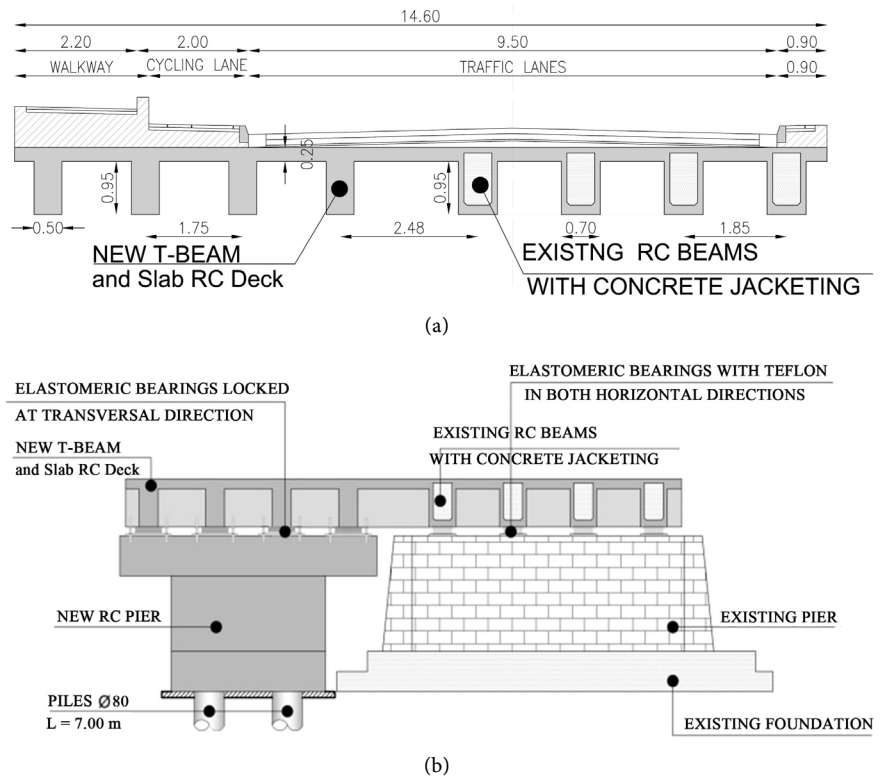 14.60
2.20 2.00 9.50 0.90
WALKWAY CYCLING LANE TRAFFIC LANES 0.90
0.25
0.95 0.95
0.50 1.75 2.48 0.70 1.85
NEW T-BEAM
and Slab RC Deck
EXISTNG RC BEAMS
WITH CONCRETE JACKETING
(a)
ELASTOMERIC BEARINGS LOCKED
AT TRANSVERSAL DIRECTION
ELASTOMERIC BEARINGS WITH TEFLON
IN BOTH HORIZONTAL DIRECTIONS
NEW T-BEAM
and Slab RC Deck
EXISTING RC BEAMS
WITH CONCRETE JACKETING
NEW RC PIER
EXISTING PIER
PILES Ø80
L = 7.00 m
EXISTING FOUNDATION
(b)